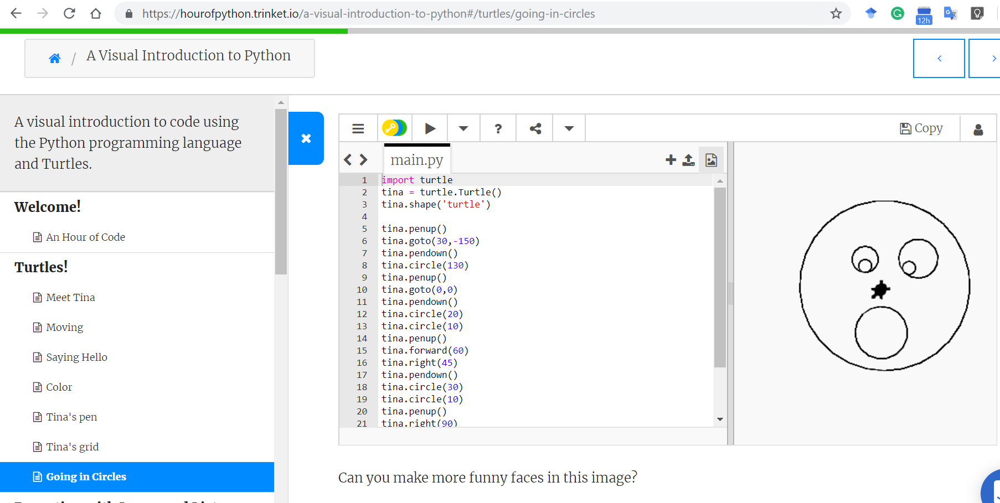 https://hourofpython.trinket.io/a-visual-introduction-to-python#/turtles/going-in-circles
12h
/ A Visual Introduction to Python
A visual introduction to code using
the Python programming language
and Turtles.
Welcome!
An Hour of Code
Turtles!
Meet Tina
Moving
Saying Hello
Color
Tina's pen
Tina's grid
Going in Circles
? Copy
main.py
1 import turtle
2 tina = turtle.Turtle()
3 tina.shape('turtle')
4
5 tina.penup()
6 tina.goto(30,-150)
7 tina.pendown()
8 tina.circle(130)
9 tina.penup()
10 tina.goto(0,0)
11 tina.pendown()
12 tina.circle(20)
13 tina.circle(10)
14 tina.penup()
15 tina.forward(60)
16 tina.right(45)
17 tina.pendown()
18 tina.circle(30)
19 tina.circle(10)
20 tina.penup()
21 tina.right(90)
Can you make more funny faces in this image?